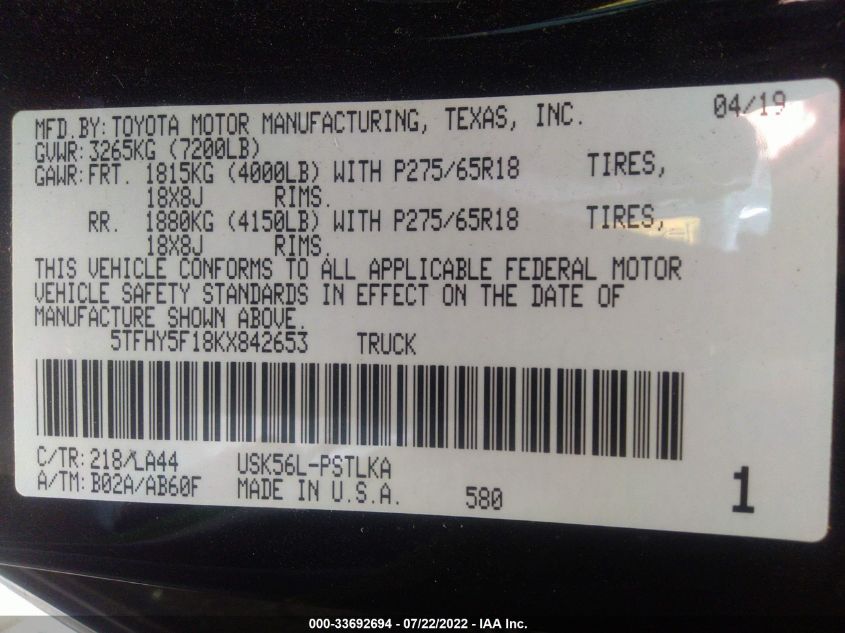 04/19
MFD.BY:TOYOTA MOTOR MANUFACTURING, TEXAS, INC.
GVWR:3265KG (7200LB)
GAWR:FRT. 1815KG (4000LB) WITH P275/65R18 TIRES,
18X8J RIMS.
RR. 1880KG (4150LB) WITH P275/65R18 TIRES,
18X8J RIMS.
THIS VEHICLE CONFORMS TO ALL APPLICABLE FEDERAL MOTOR
VEHICLE SAFETY STANDARDS IN EFFECT ON THE DATE OF
MANUFACTURE SHOWN ABOVE.
5TFHY5F18KX842653 TRUCK
C/TR:218/LA44 USK56L-PSTLKA
A/TM:B02A/AB60F MADE IN U.S.A. 580 1
000-33692694 - 07/22/2022 - IAA Inc.